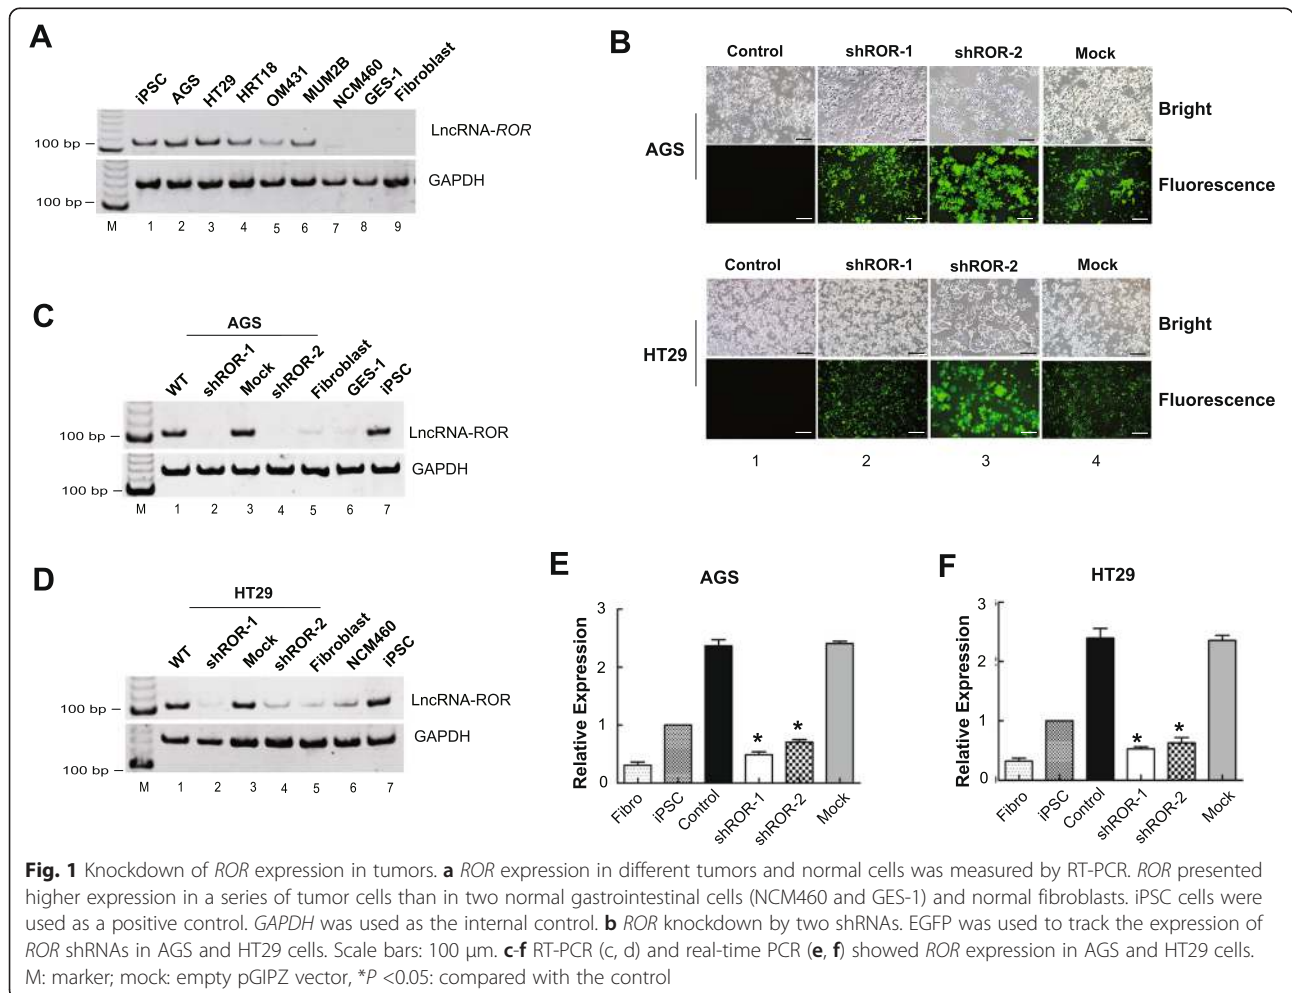 A
iPSC
AGS
HT29
HRT18
OM431
MUM2B
NCM460
GES-1
Fibroblast
100 bp
LncRNA-ROR
GAPDH
100 bp
M 1 2 3 4 5 6 7 8 9
B
Control shROR-1 shROR-2 Mock
AGS
Bright
Fluorescence
Control shROR-1 shROR-2 Mock
HT29
Bright
Fluorescence
1 2 3 4
C
AGS
WT
shROR-1
Mock
shROR-2
Fibroblast
GES-1
iPSC
100 bp
LncRNA-ROR
GAPDH
100 bp
M 1 2 3 4 5 6 7
D
HT29
WT
shROR-1
Mock
shROR-2
Fibroblast
NCM460
iPSC
100 bp
LncRNA-ROR
GAPDH
100 bp
M 1 2 3 4 5 6 7
E
AGS
Relative Expression
3
2
1
0
* *
Fibro
iPSC
Control
shROR-1
shROR-2
Mock
F
HT29
Relative Expression
3
2
1
0
* *
Fibro
iPSC
Control
shROR-1
shROR-2
Mock
Fig. 1 Knockdown of ROR expression in tumors. a ROR expression in different tumors and normal cells was measured by RT-PCR. ROR presented
higher expression in a series of tumor cells than in two normal gastrointestinal cells (NCM460 and GES-1) and normal fibroblasts. iPSC cells were
used as a positive control. GAPDH was used as the internal control. b ROR knockdown by two shRNAs. EGFP was used to track the expression of
ROR shRNAs in AGS and HT29 cells. Scale bars: 100 μm. c-f RT-PCR (c, d) and real-time PCR (e, f) showed ROR expression in AGS and HT29 cells.
M: marker; mock: empty pGIPZ vector, *P <0.05: compared with the control